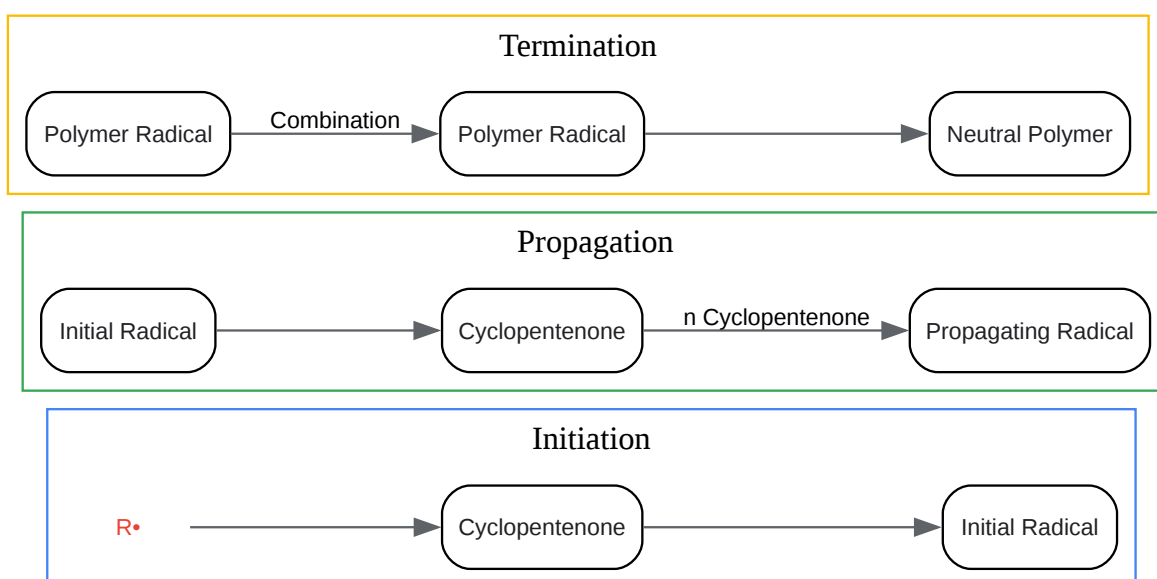 Termination
Polymer Radical
Combination
Polymer Radical
Neutral Polymer
Propagation
Initial Radical
Cyclopentenone
n Cyclopentenone
Propagating Radical
Initiation
R•
Cyclopentenone
Initial Radical